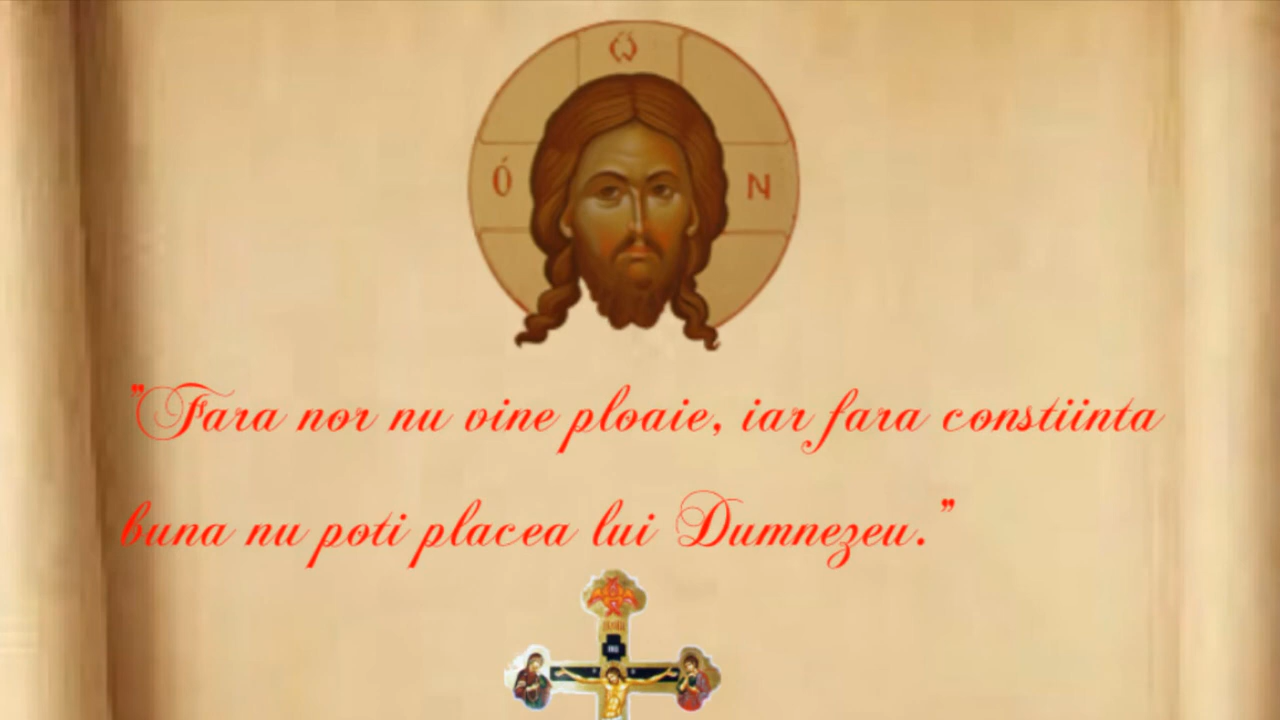 Ώ
Ό Ν
"Fara nor nu vine ploaie, iar fara constiinta
buna nu poti placea lui Dumnezeu."